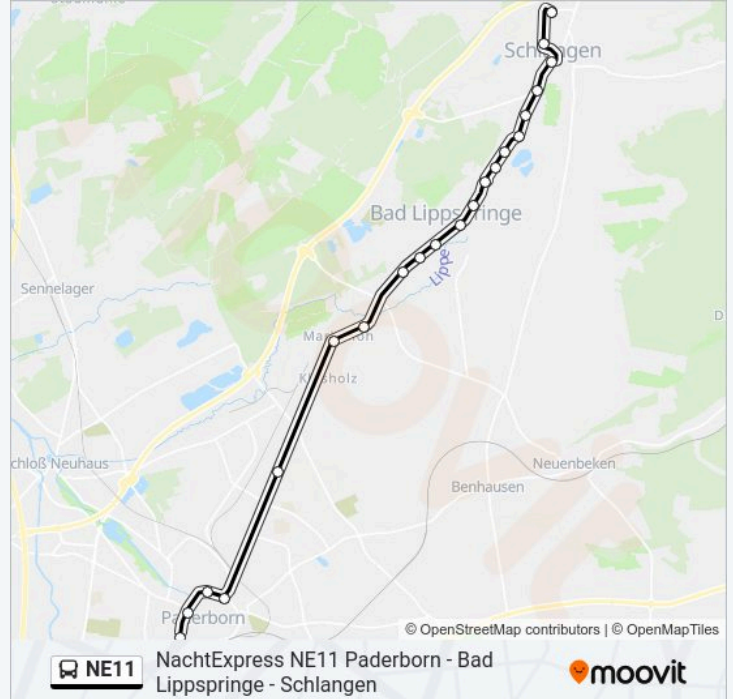 Schlangen
Bad Lippspringe
Lippe
Sennelager
Marienloh
D
Schloß Neuhaus
Neuenbeken
Benhausen
Paderborn
© OpenStreetMap contributors | © OpenMapTiles
NE11
NachtExpress NE11 Paderborn - Bad
Lippspringe - Schlangen
moovit